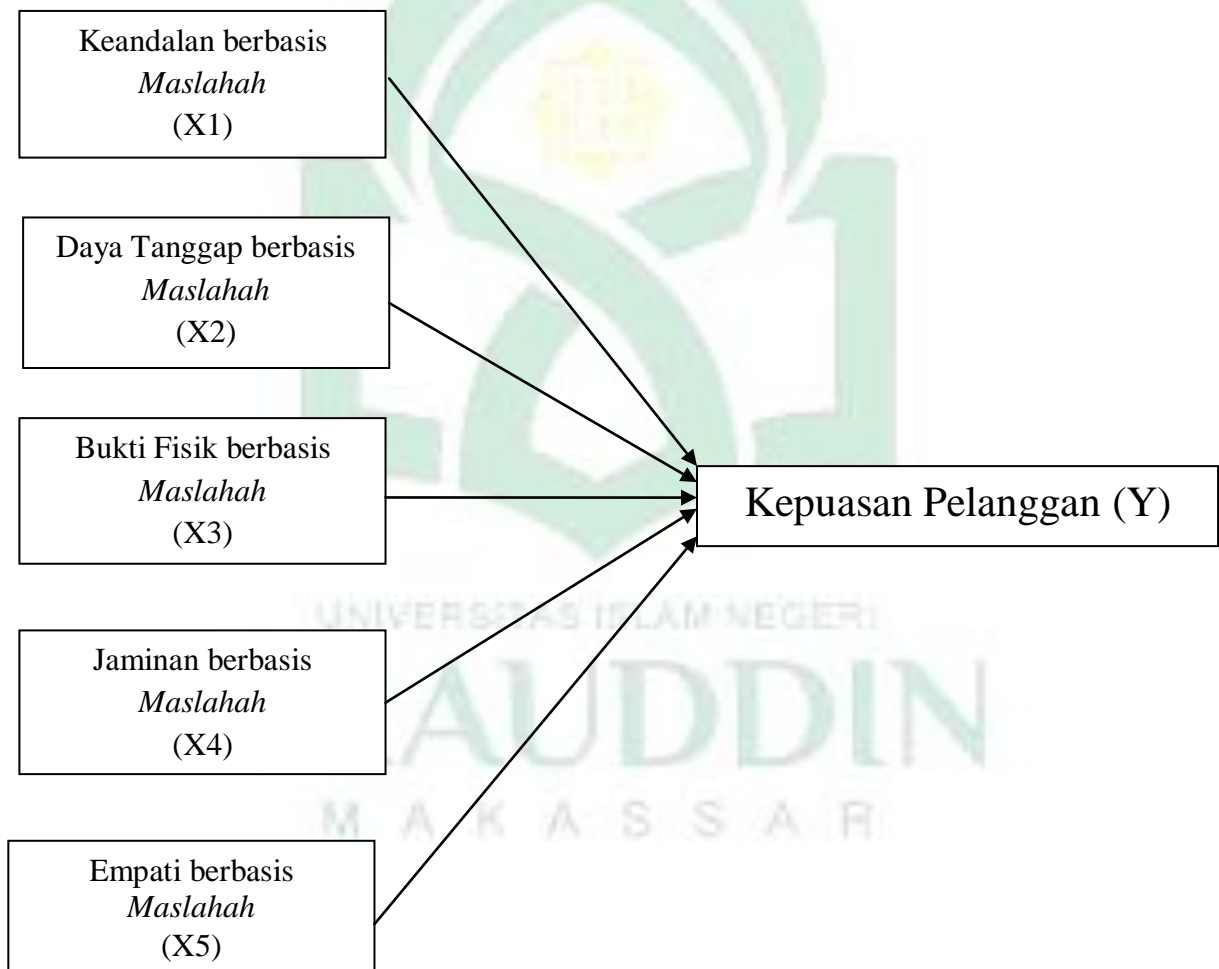 Keandalan berbasis
Maslahah
(X1)
Daya Tanggap berbasis
Maslahah
(X2)
Bukti Fisik berbasis
Maslahah
(X3)
Kepuasan Pelanggan (Y)
UNIVERSITAS ISLAM NEGERI
Jaminan berbasis
Maslahah
(X4)
AUDDIN
MAKASSAR
Empati berbasis
Maslahah
(X5)